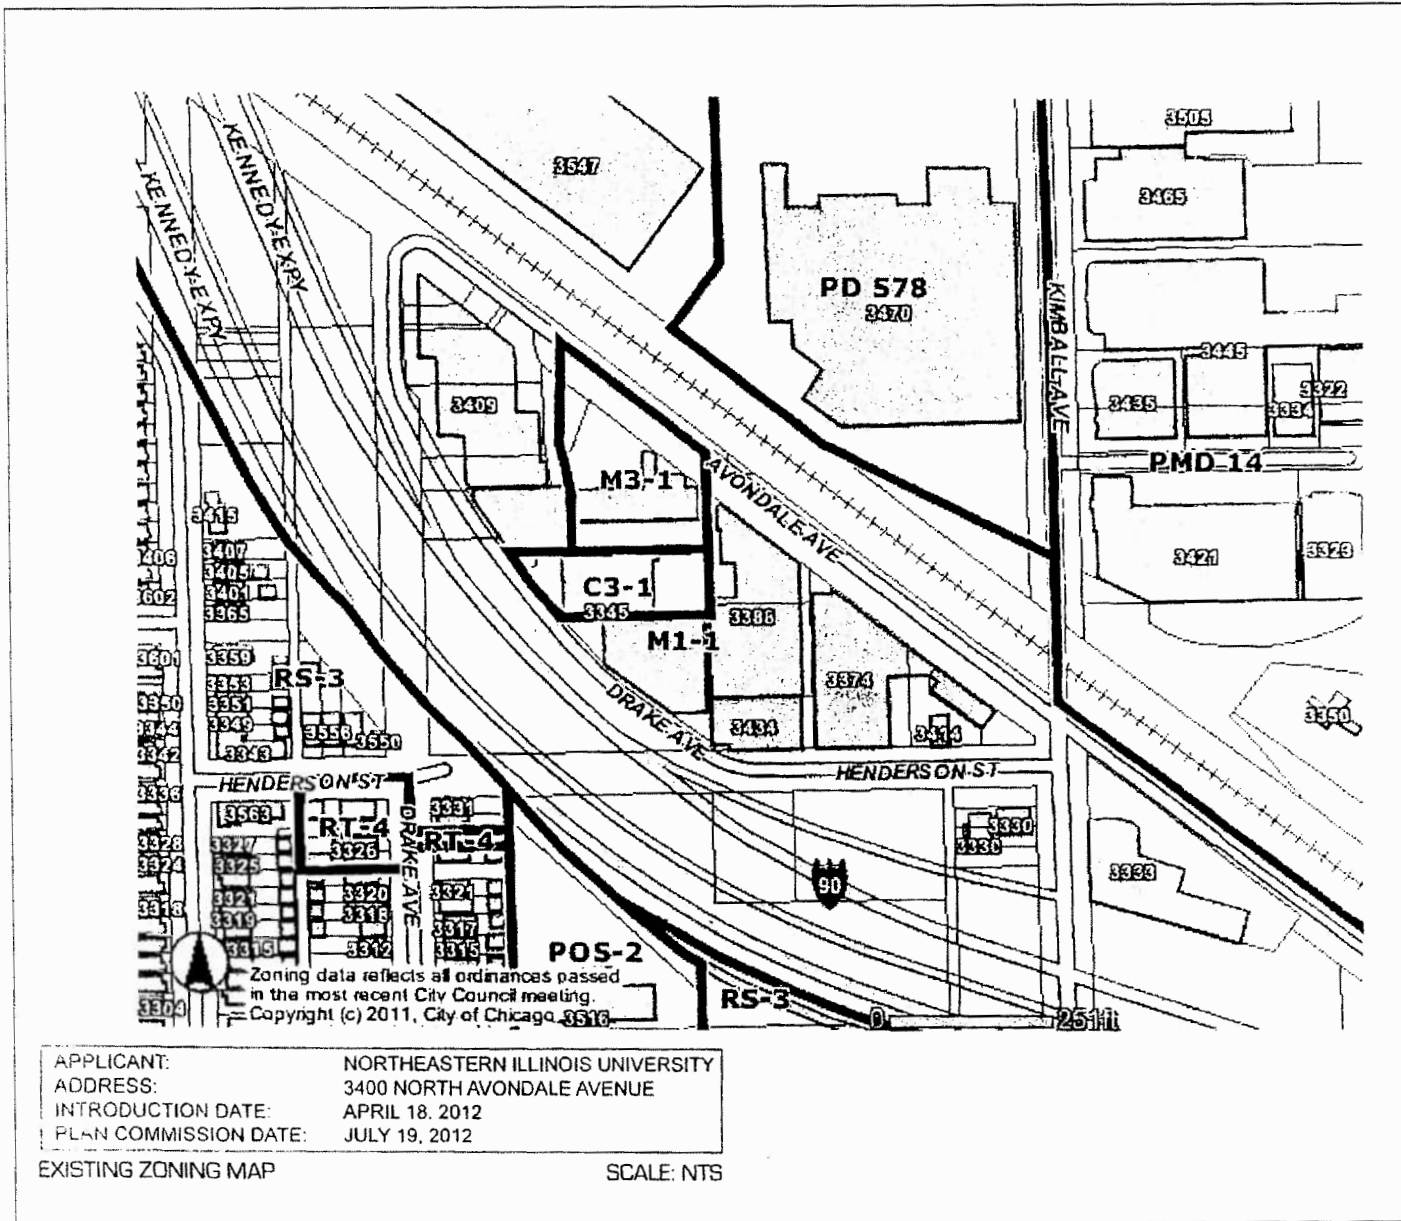 3505
3547
3465
KENNEDY-EXPY
KENNEDY-EXPY
PD 578
3470
KIMBALL-AVE
3445
3409
3435
3322
3334
M3-1
AVONDALE-AVE
PMD 14
3415
3406
3407
3405
3421
3329
3602
3401
3365
C3-1
3345
3386
M1-1
3601
3359
3353
RS-3
3374
3350
3351
DRAKE-AVE
3350
3344
3349
3558
3550
3434
3414
3342
3343
HENDERSON-ST
HENDERSON-ST
3336
3563
3331
3330
3328
3327
RT-4
RT-4
3326
3330
3324
3325
DRAKE-AVE
90
3333
3321
3320
3321
3318
3319
3318
3317
3315
3312
3315
POS-2
Zoning data reflects all ordinances passed
in the most recent City Council meeting.
Copyright (c) 2011, City of Chicago
3304
3516
RS-3
0
251ft
APPLICANT: NORTHEASTERN ILLINOIS UNIVERSITY
ADDRESS: 3400 NORTH AVONDALE AVENUE
INTRODUCTION DATE: APRIL 18. 2012
PLAN COMMISSION DATE: JULY 19, 2012
EXISTING ZONING MAP SCALE: NTS